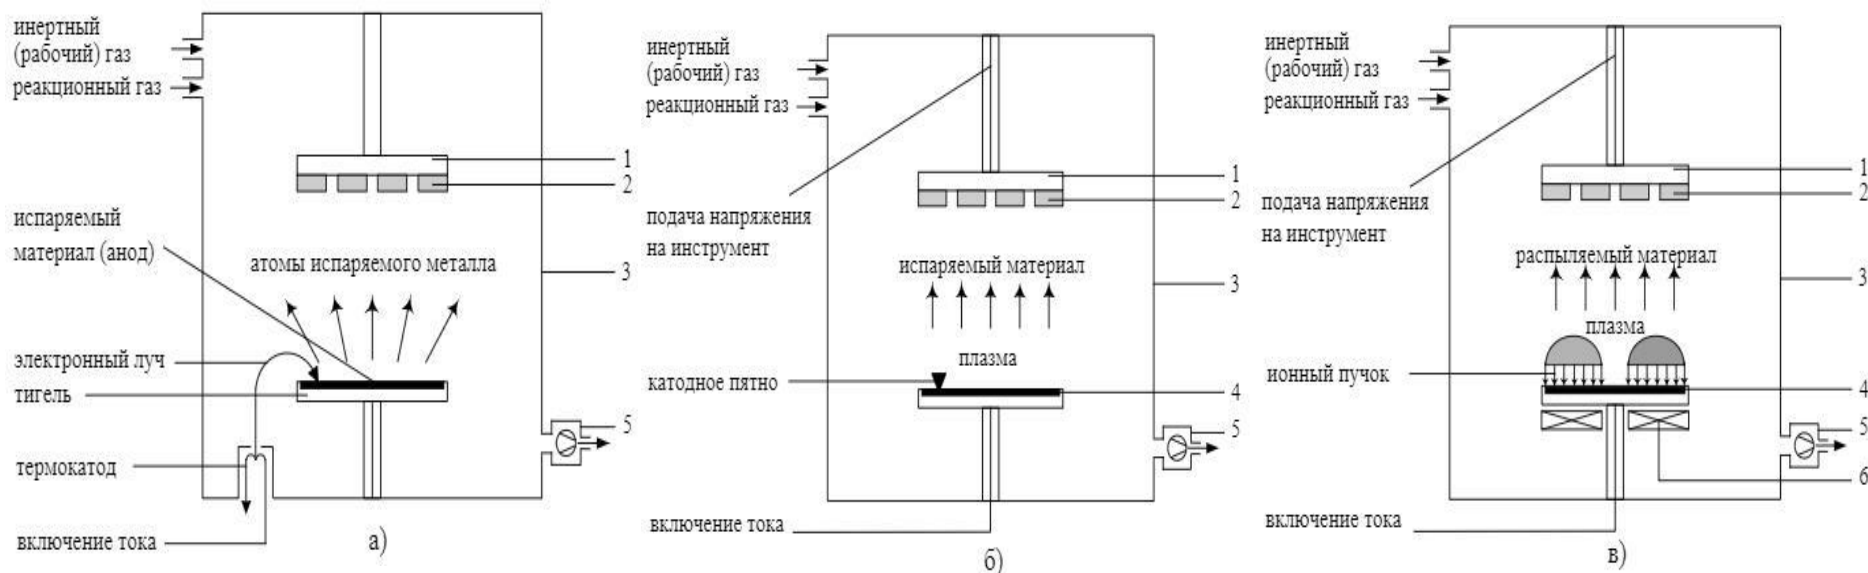 инертный
(рабочий) газ
реакционный газ
1
2
испаряемый
материал (анод)
атомы испаряемого металла
3
электронный луч
тигель
5
термокатод
включение тока
а)
инертный
(рабочий) газ
реакционный газ
1
2
подача напряжения
на инструмент
испаряемый материал
3
плазма
катодное пятно
4
5
включение тока
б)
инертный
(рабочий) газ
реакционный газ
1
2
подача напряжения
на инструмент
распыляемый материал
3
плазма
ионный пучок
4
5
6
включение тока
в)